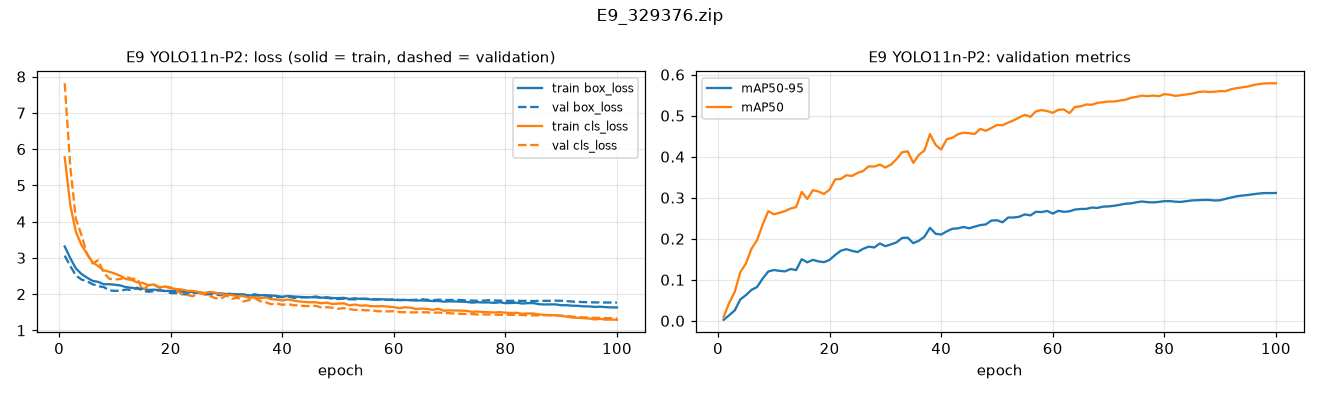 E9_329376.zip
E9 YOLO11n-P2: loss (solid = train, dashed = validation)
8
7
6
5
4
3
2
1
train box_loss
val box_loss
train cls_loss
val cls_loss
0 20 40 60 80 100
epoch
E9 YOLO11n-P2: validation metrics
0.6
0.5
0.4
0.3
0.2
0.1
0.0
mAP50-95
mAP50
0 20 40 60 80 100
epoch